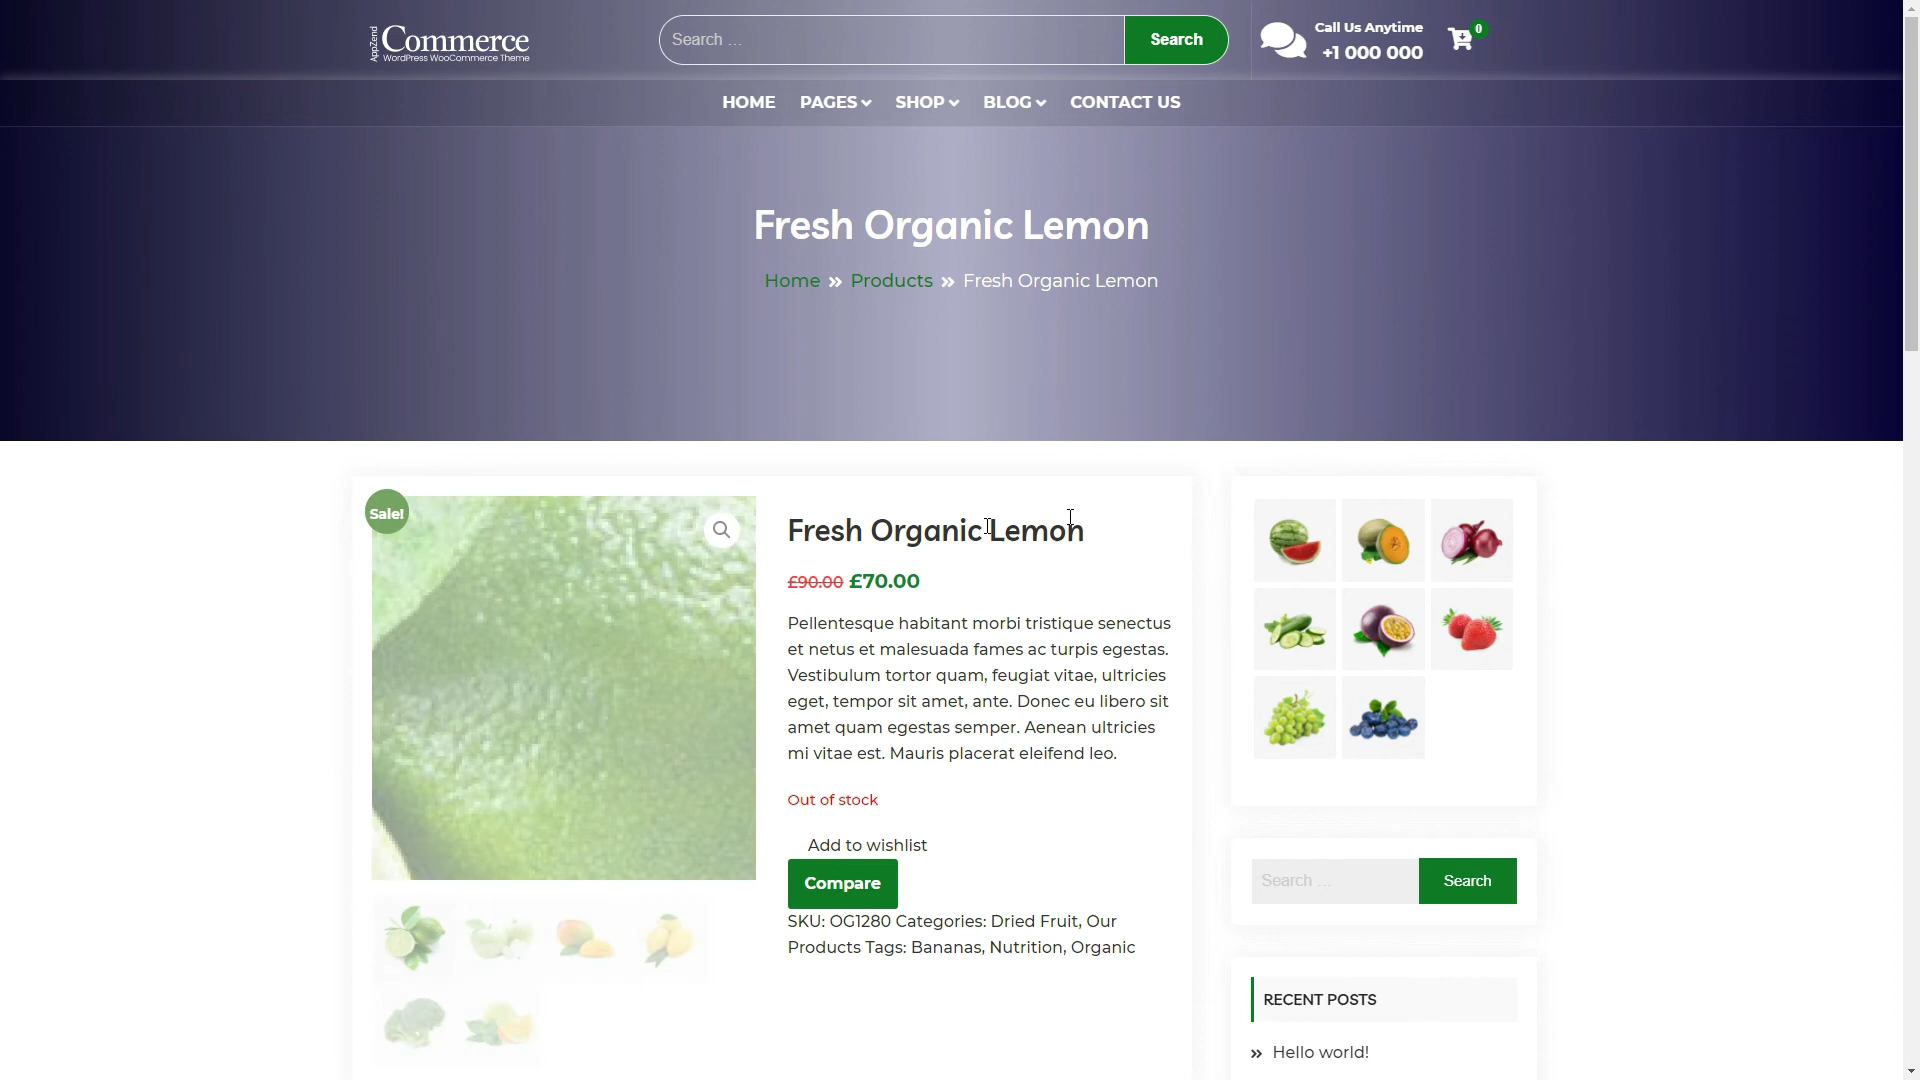 AppZend
Commerce
WordPress WooCommerce Theme
Search ...
Search
Call Us Anytime
+1 000 000
0
HOME PAGES SHOP BLOG CONTACT US
Fresh Organic Lemon
Home » Products » Fresh Organic Lemon
Sale!
Fresh Organic Lemon
£90.00 £70.00
Pellentesque habitant morbi tristique senectus
et netus et malesuada fames ac turpis egestas.
Vestibulum tortor quam, feugiat vitae, ultricies
eget, tempor sit amet, ante. Donec eu libero sit
amet quam egestas semper. Aenean ultricies
mi vitae est. Mauris placerat eleifend leo.
Out of stock
Add to wishlist
Compare
SKU: OG1280 Categories: Dried Fruit, Our
Products Tags: Bananas, Nutrition, Organic
Search ...
Search
RECENT POSTS
» Hello world!